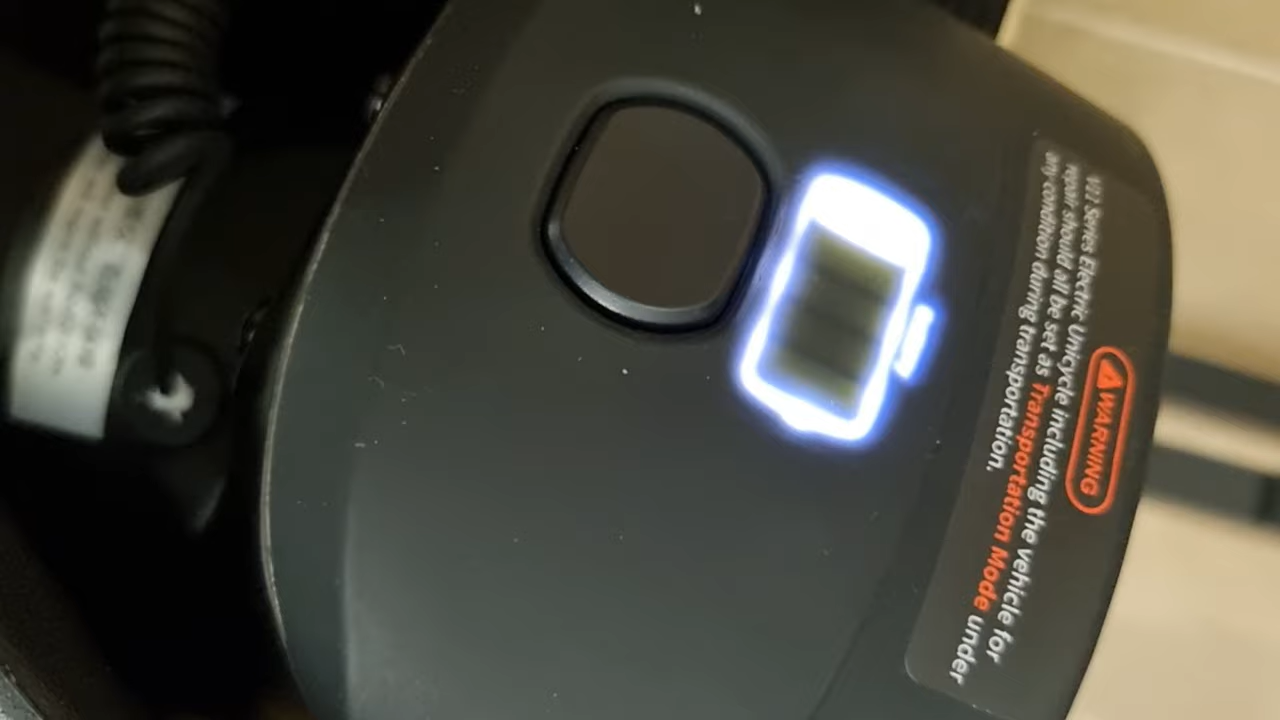 WARNING
V11 Series Electric Unicycle including the vehicle for
repair should all be set as Transportation Mode under
any condition during transportation.